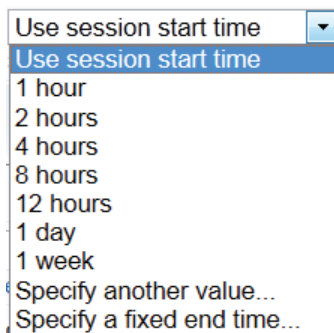 Use session start time
Use session start time
1 hour
2 hours
4 hours
8 hours
12 hours
1 day
1 week
Specify another value...
Specify a fixed end time...